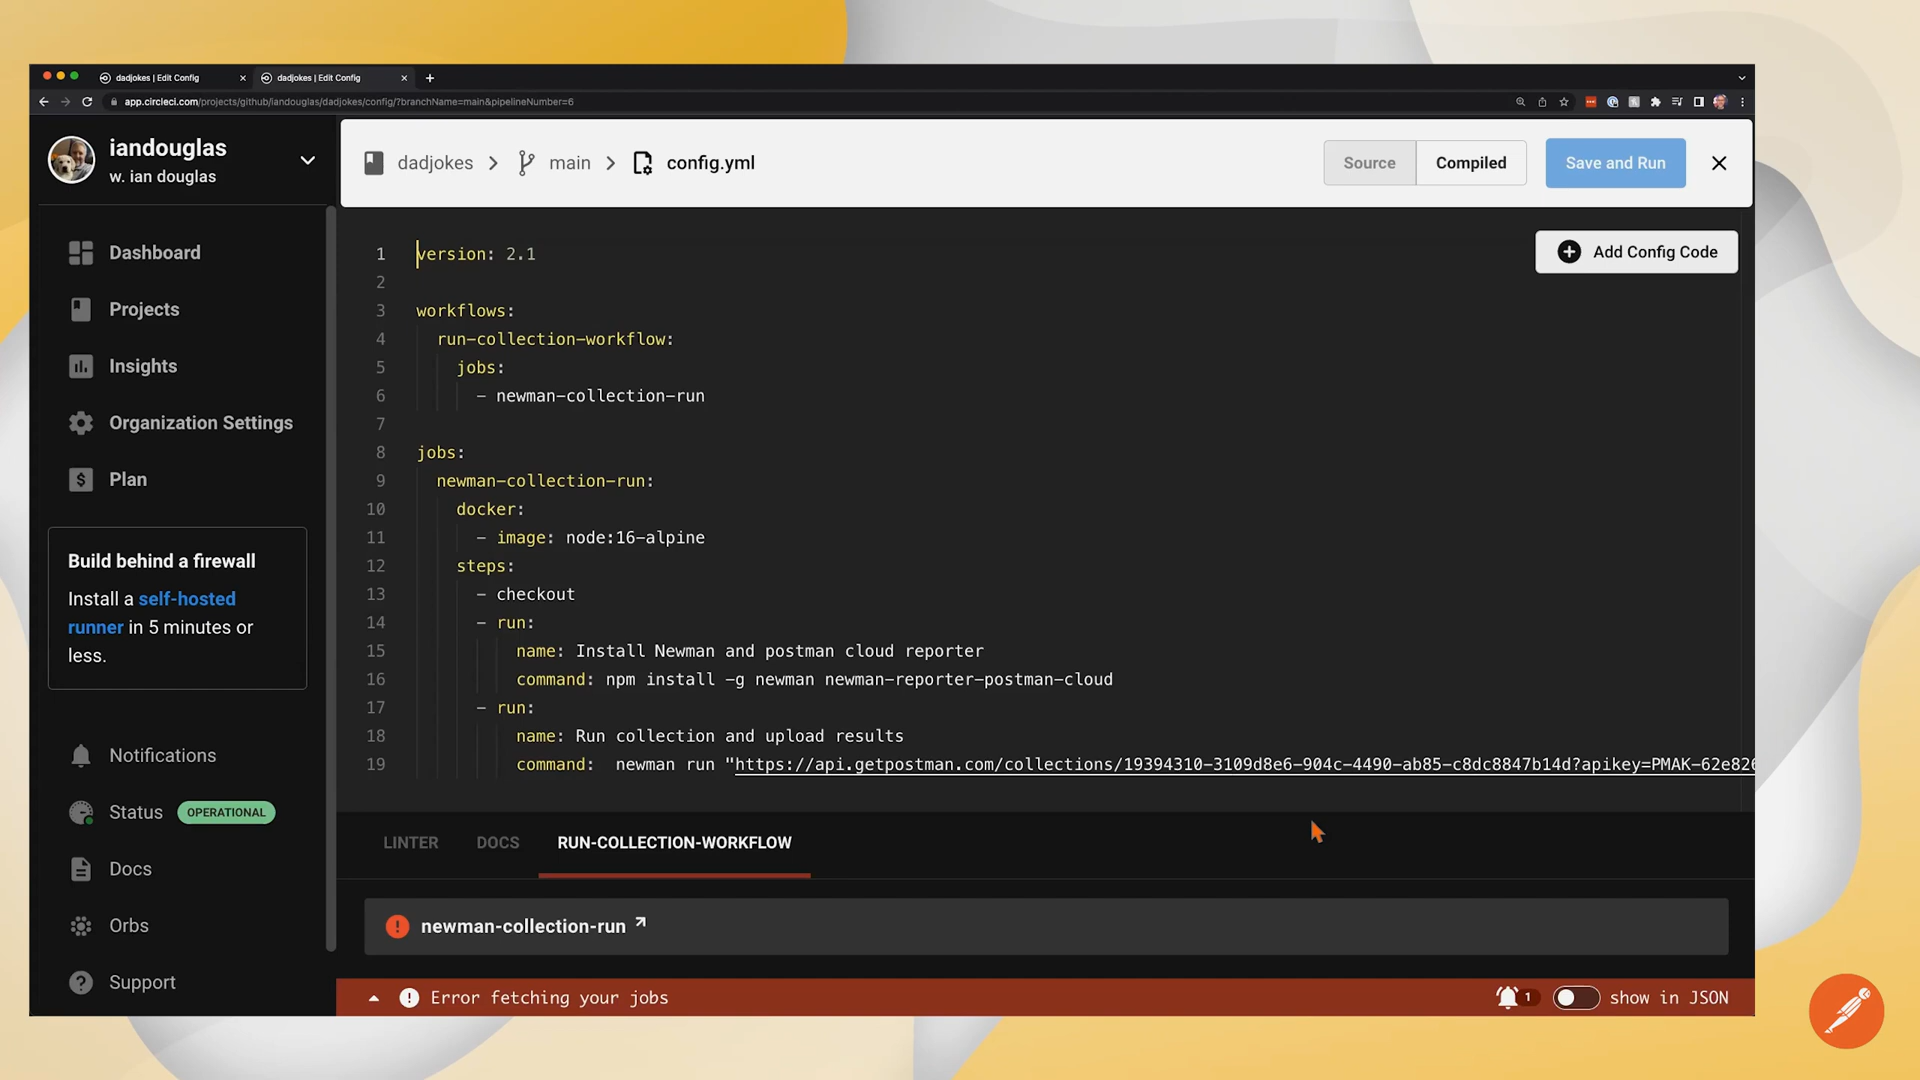 dadjokes | Edit Config
dadjokes | Edit Config
app.circleci.com/projects/github/iandouglas/dadjokes/config/?branchName=main&pipelineNumber=6
iandouglas
w. ian douglas
Dashboard
Projects
Insights
Organization Settings
Plan
Build behind a firewall
Install a self-hosted
runner in 5 minutes or
less.
Notifications
Status OPERATIONAL
Docs
Orbs
Support
dadjokes > main > config.yml
Source Compiled Save and Run
Add Config Code
1 version: 2.1
2
3 workflows:
4 run-collection-workflow:
5 jobs:
6 - newman-collection-run
7
8 jobs:
9 newman-collection-run:
10 docker:
11 - image: node:16-alpine
12 steps:
13 - checkout
14 - run:
15 name: Install Newman and postman cloud reporter
16 command: npm install -g newman newman-reporter-postman-cloud
17 - run:
18 name: Run collection and upload results
19 command: newman run "https://api.getpostman.com/collections/19394310-3109d8e6-904c-4490-ab85-c8dc8847b14d?apikey=PMAK-62e826
LINTER DOCS RUN-COLLECTION-WORKFLOW
newman-collection-run
Error fetching your jobs
1 show in JSON